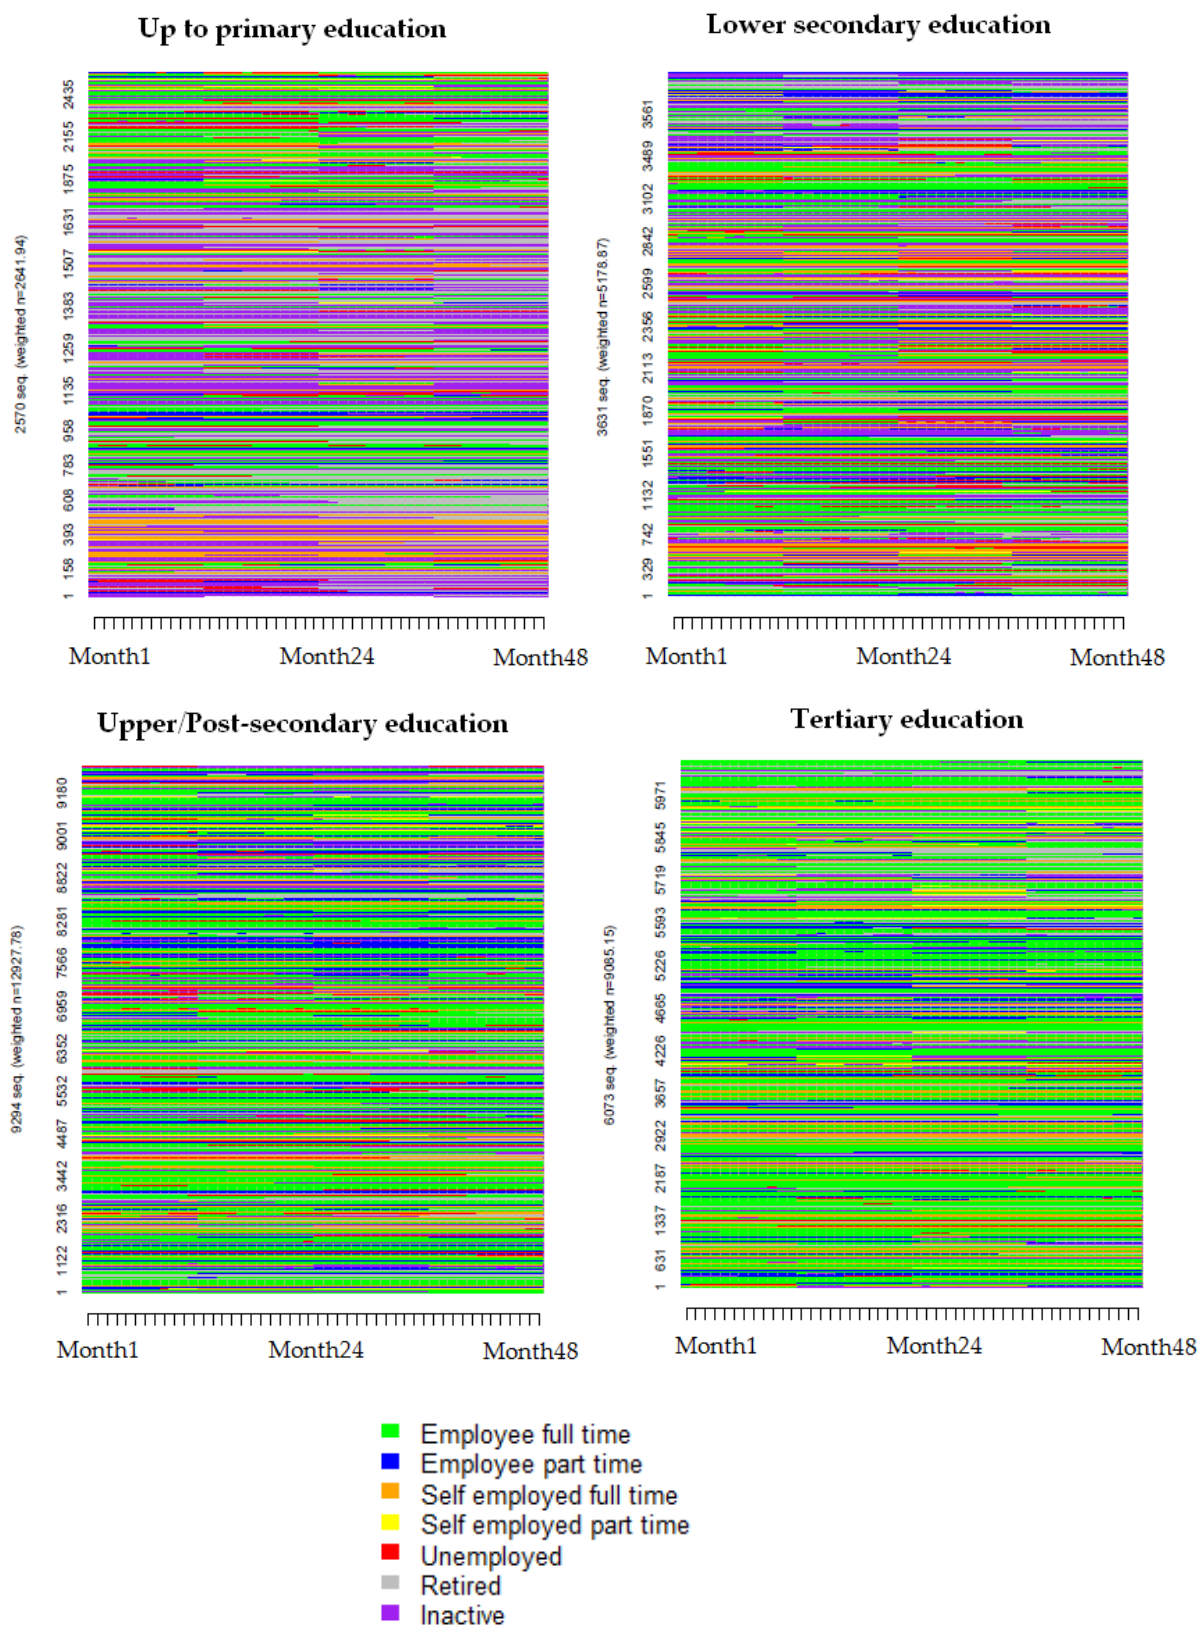 Up to primary education
Lower secondary education
2570 seq. (weighted n=2641.94)
1 158 393 608 783 958 1135 1259 1383 1507 1631 1875 2155 2435
Month1 Month24 Month48
3631 seq. (weighted n=5178.87)
1 329 742 1132 1551 1870 2113 2356 2599 2842 3102 3489 3561
Month1 Month24 Month48
Upper/Post-secondary education
Tertiary education
9294 seq. (weighted n=12927.78)
1 1122 2316 3442 4487 5532 6352 6959 7566 8281 8822 9001 9180
Month1 Month24 Month48
6073 seq. (weighted n=9085.15)
1 631 1337 2187 2922 3657 4226 4665 5226 5593 5719 5845 5971
Month1 Month24 Month48
Employee full time
Employee part time
Self employed full time
Self employed part time
Unemployed
Retired
Inactive